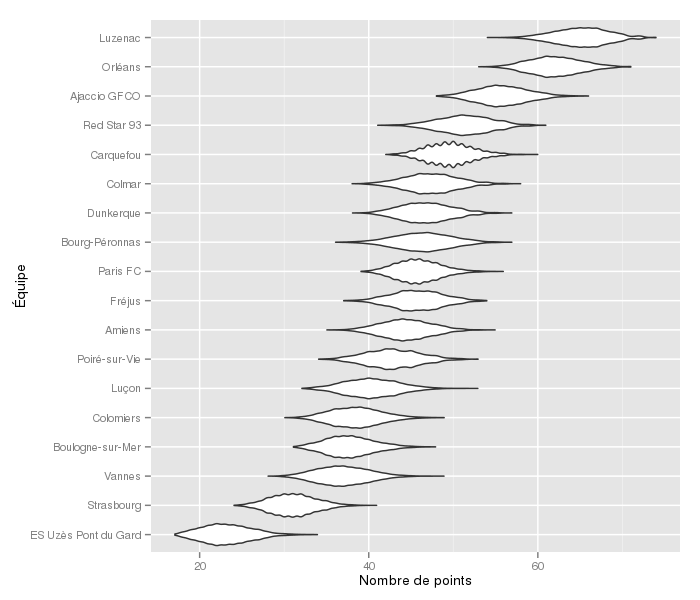 Luzenac
Orléans
Ajaccio GFCO
Red Star 93
Carquefou
Colmar
Dunkerque
Bourg-Péronnas
Paris FC
Fréjus
Amiens
Poiré-sur-Vie
Luçon
Colomiers
Boulogne-sur-Mer
Vannes
Strasbourg
ES Uzès Pont du Gard
Équipe
20 40 60
Nombre de points